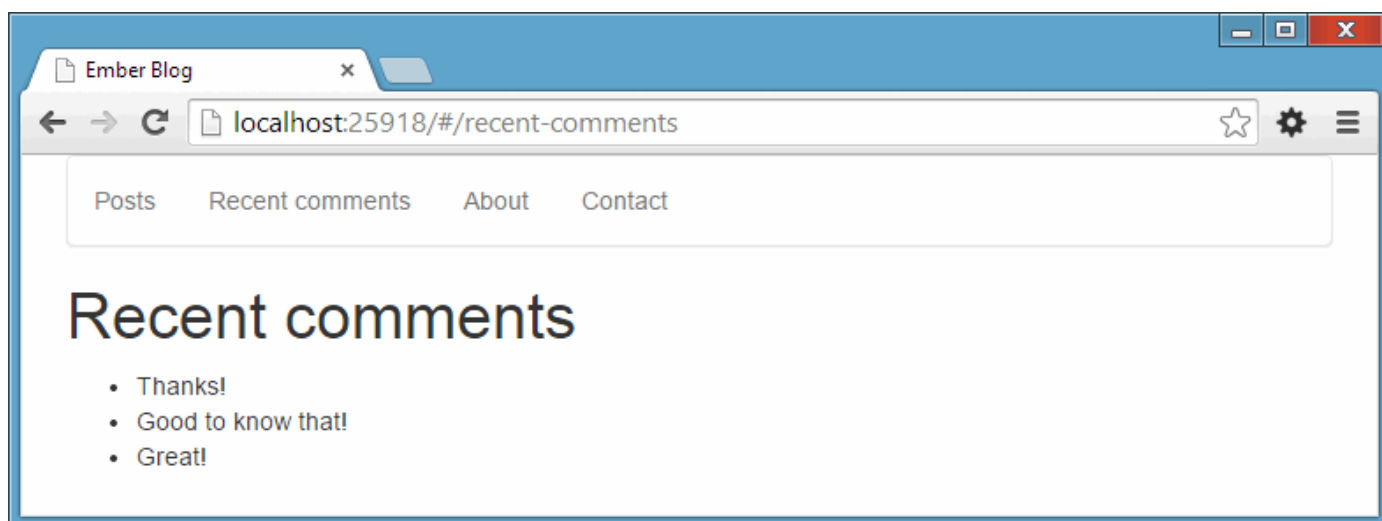 Ember Blog
localhost:25918/#/recent-comments
Posts Recent comments About Contact
Recent comments
• Thanks!
• Good to know that!
• Great!